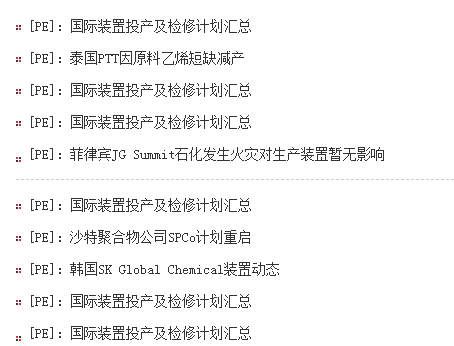 [PE]：国际装置投产及检修计划汇总
[PE]：泰国PTT因原料乙烯短缺减产
[PE]：国际装置投产及检修计划汇总
[PE]：国际装置投产及检修计划汇总
[PE]：菲律宾JG Summit石化发生火灾对生产装置暂无影响
[PE]：国际装置投产及检修计划汇总
[PE]：沙特聚合物公司SPCo计划重启
[PE]：韩国SK Global Chemical装置动态
[PE]：国际装置投产及检修计划汇总
[PE]：国际装置投产及检修计划汇总